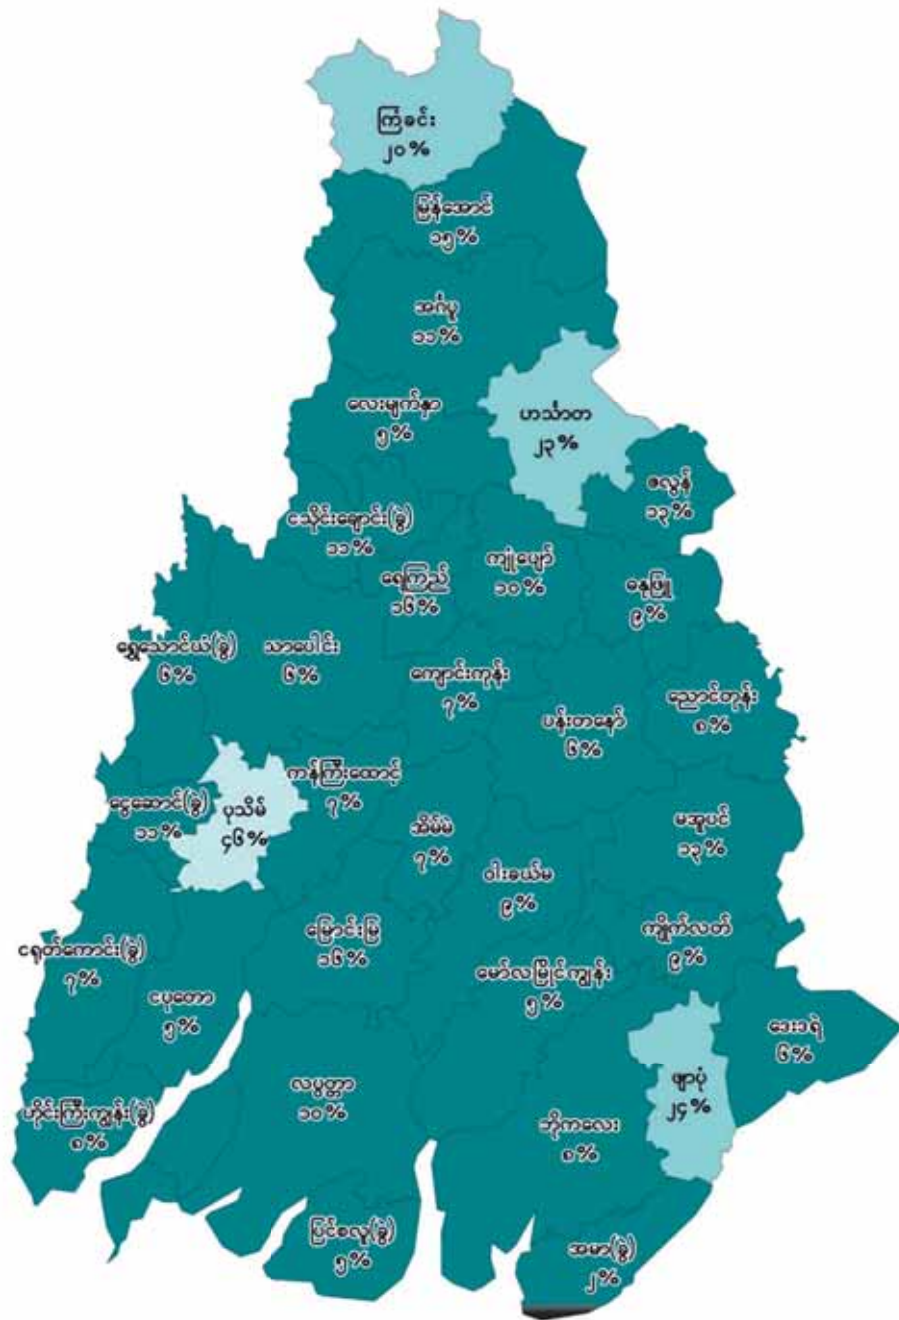 ကြံခင်း
၂၀%
မြန်အောင်
၁၅%
အင်္ဂပူ
၁၁%
လေးမျက်နှာ
၅%
ဟင်္သာတ
၂၃%
ဇလွန်
၁၃%
ငသိုင်းချောင်း(ခွဲ)
၁၁%
ရေကြည်
၁၆%
ကျုံပျော်
၁၀%
ဓနုဖြူ
၉%
ရွှေသောင်ယံ(ခွဲ)
၆%
သာပေါင်း
၆%
ကျောင်းကုန်း
၇%
ပန်းတနော်
၆%
ညောင်တုန်း
၈%
ငွေဆောင်(ခွဲ)
၁၁%
ပုသိမ်
၄၆%
ကန်ကြီးထောင့်
၇%
အိမ်မဲ
၇%
မအူပင်
၁၃%
ဝါးခယ်မ
၉%
ငရုတ်ကောင်း(ခွဲ)
၇%
မြောင်းမြ
၁၆%
ကျိုက်လတ်
၉%
မော်လမြိုင်ကျွန်း
၅%
ငပုတော
၅%
ဒေးဒရဲ
၆%
ဟိုင်းကြီးကျွန်း(ခွဲ)
၈%
လပွတ္တာ
၁၀%
ဖျာပုံ
၂၄%
ဘိုကလေး
၈%
ပြင်စလူ(ခွဲ)
၅%
အမာ(ခွဲ)
၂%